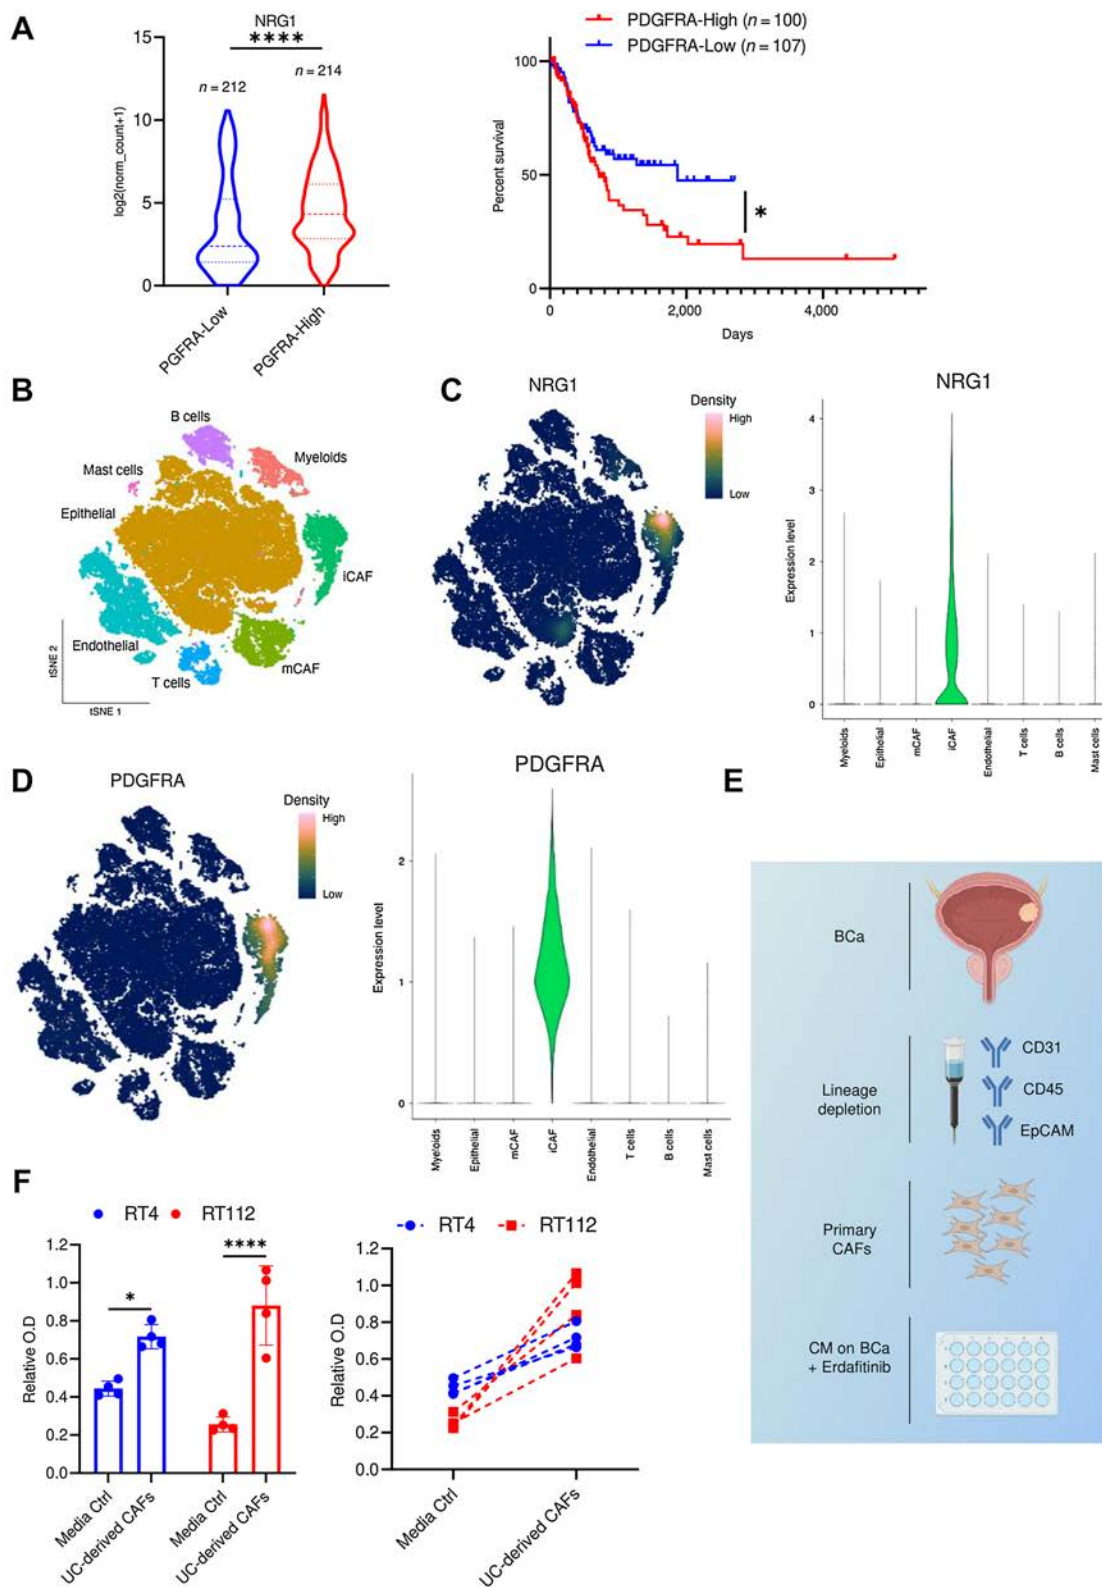 A
NRG1
****
n = 212
n = 214
15
10
5
0
log2(norm_count+1)
PGFRA-Low
PGFRA-High
PDGFRA-High (n = 100)
PDGFRA-Low (n = 107)
100
50
0
Percent survival
*
0
2,000
4,000
Days
B
B cells
Myeloids
Mast cells
Epithelial
iCAF
Endothelial
mCAF
T cells
tSNE 2
tSNE 1
C
NRG1
Density
High
Low
NRG1
Expression level
4
3
2
1
0
Myeloids
Epithelial
mCAF
iCAF
Endothelial
T cells
B cells
Mast cells
D
PDGFRA
Density
High
Low
PDGFRA
Expression level
2
1
0
Myeloids
Epithelial
mCAF
iCAF
Endothelial
T cells
B cells
Mast cells
E
BCa
Lineage
depletion
CD31
CD45
EpCAM
Primary
CAFs
CM on BCa
+ Erdafitinib
F
RT4
RT112
1.2
1.0
0.8
0.6
0.4
0.2
0.0
Relative O.D
*
****
Media Ctrl
UC-derived CAFs
Media Ctrl
UC-derived CAFs
RT4
RT112
1.2
1.0
0.8
0.6
0.4
0.2
0.0
Relative O.D
Media Ctrl
UC-derived CAFs